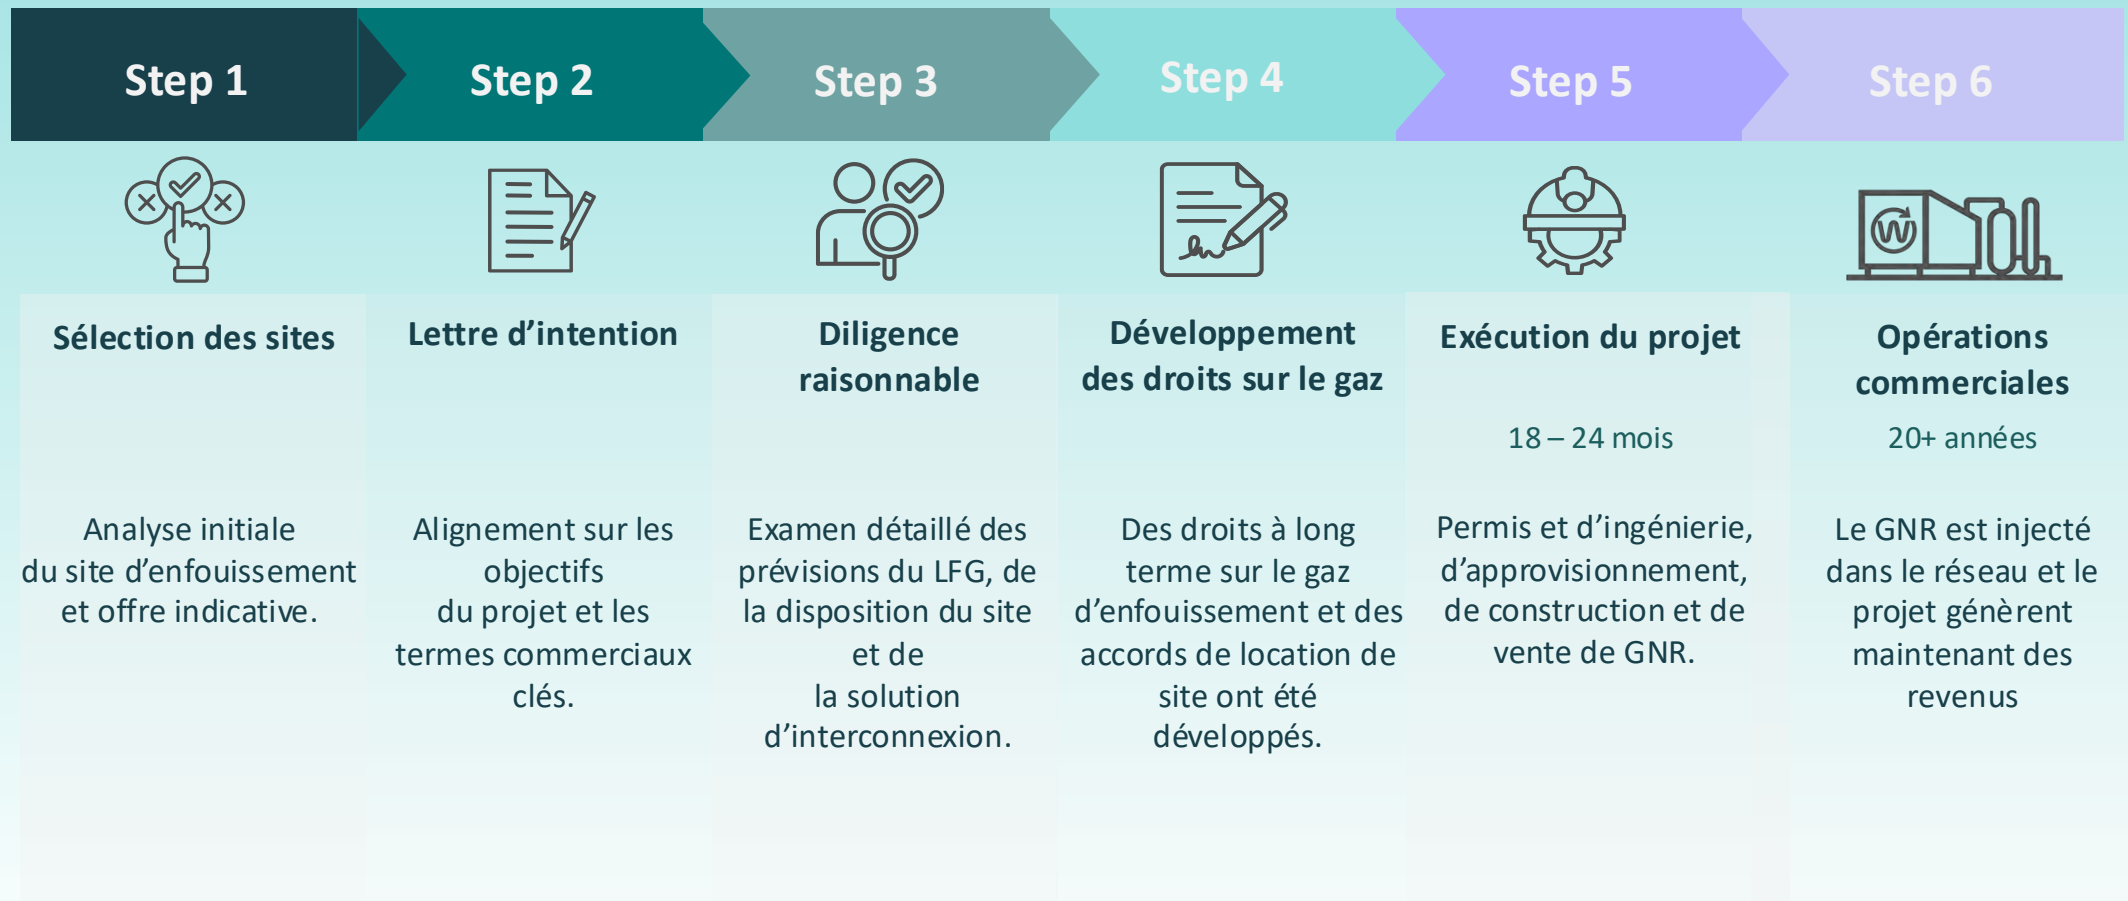 Step 1
Step 2
Step 3
Step 4
Step 5
Step 6
W
Sélection des sites
Analyse initiale
du site d’enfouissement
et offre indicative.
Lettre d’intention
Alignement sur les
objectifs
du projet et les
termes commerciaux
clés.
Diligence
raisonnable
Examen détaillé des
prévisions du LFG, de
la disposition du site
et de
la solution
d’interconnexion.
Développement
des droits sur le gaz
Des droits à long
terme sur le gaz
d’enfouissement et des
accords de location de
site ont été
développés.
Exécution du projet
18 – 24 mois
Permis et d’ingénierie,
d’approvisionnement,
de construction et de
vente de GNR.
Opérations
commerciales
20+ années
Le GNR est injecté
dans le réseau et le
projet génèrent
maintenant des
revenus